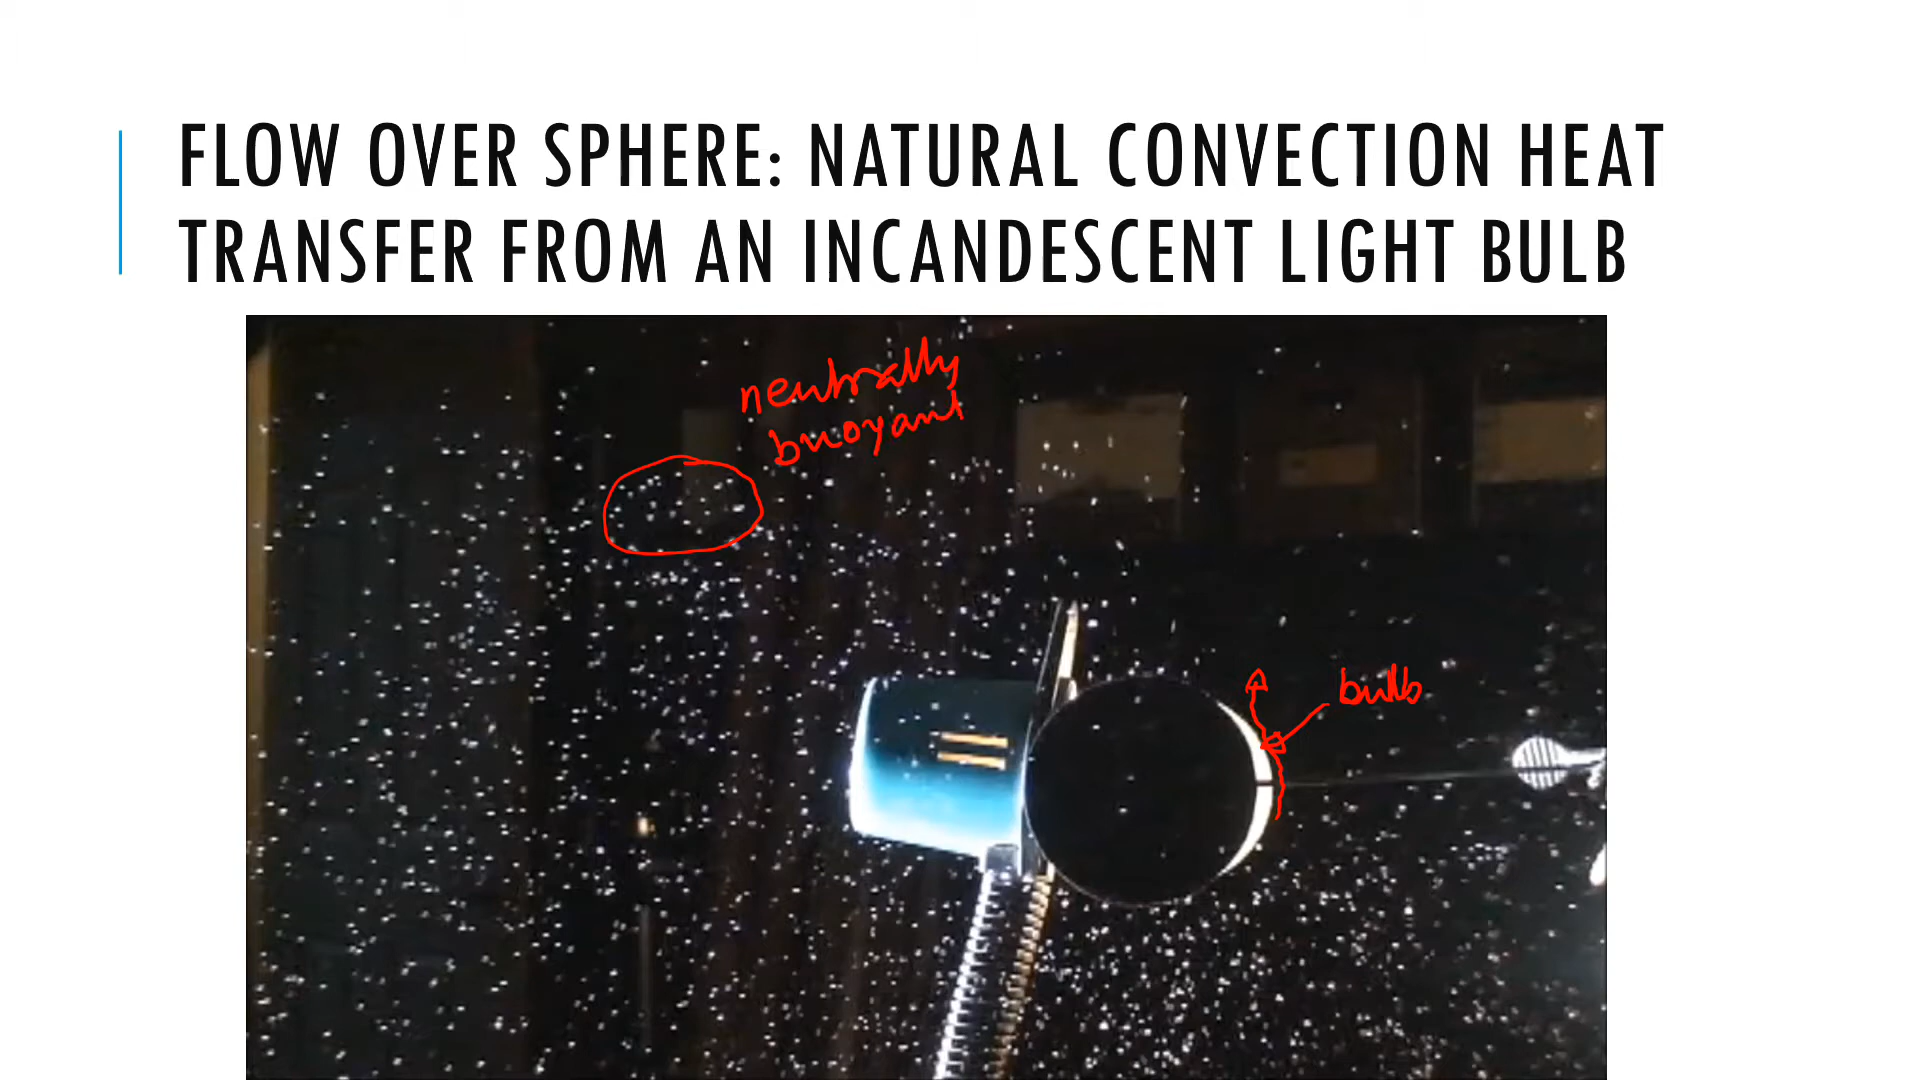 FLOW OVER SPHERE: NATURAL CONVECTION HEAT
TRANSFER FROM AN INCANDESCENT LIGHT BULB
neutrally
buoyant
bulb